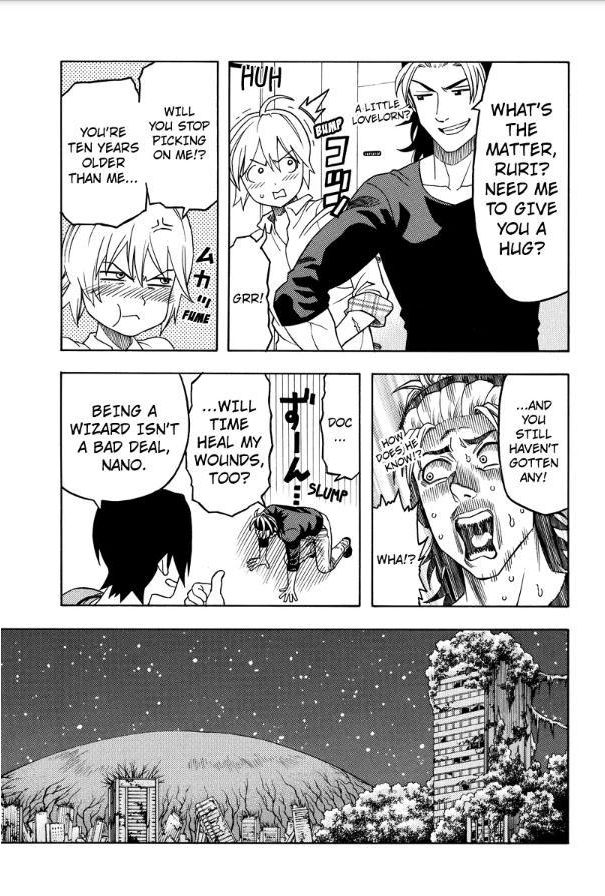 WHAT'S
THE
MATTER,
RURI?
NEED ME
TO GIVE
YOU A
HUG?
A LITTLE
LOVELORN?
HUH
BUMP
コツン
GRR!
WILL
YOU STOP
PICKING
ON ME!?
YOU'RE
TEN YEARS
OLDER
THAN ME...
ムカッ
FUME
...AND
YOU
STILL
HAVEN'T
GOTTEN
ANY!
HOW
DOES HE
KNOW!?
WHA!?
DOC
...
ずーん...
SLUMP
...WILL
TIME
HEAL MY
WOUNDS,
TOO?
BEING A
WIZARD ISN'T
A BAD DEAL,
NANO.